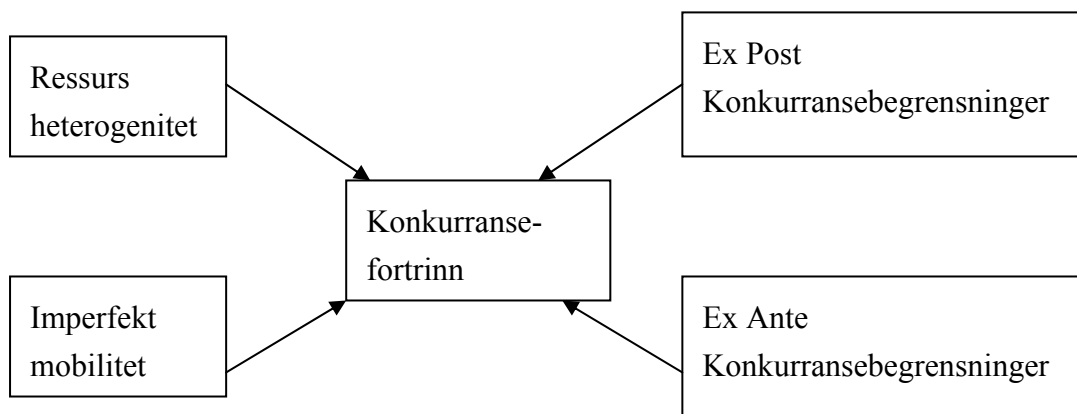 Ressurs
heterogenitet
Ex Post
Konkurransebegrensninger
Konkurranse-
fortrinn
Imperfekt
mobilitet
Ex Ante
Konkurransebegrensninger